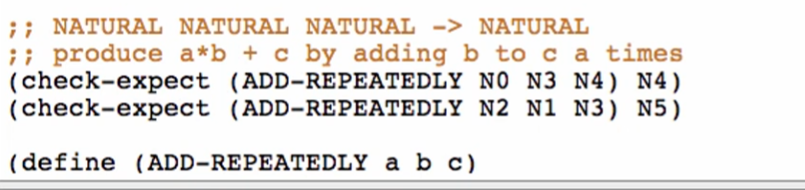 ;; NATURAL NATURAL NATURAL -> NATURAL
;; produce a*b + c by adding b to c a times
(check-expect (ADD-REPEATEDLY N0 N3 N4) N4)
(check-expect (ADD-REPEATEDLY N2 N1 N3) N5)
(define (ADD-REPEATEDLY a b c)